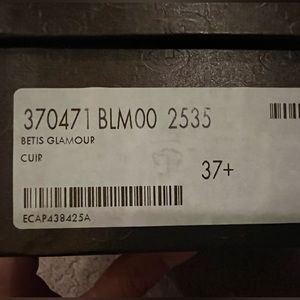 370471 BLM00 2535
BETIS GLAMOUR
CUIR
37+
ECAP438425A